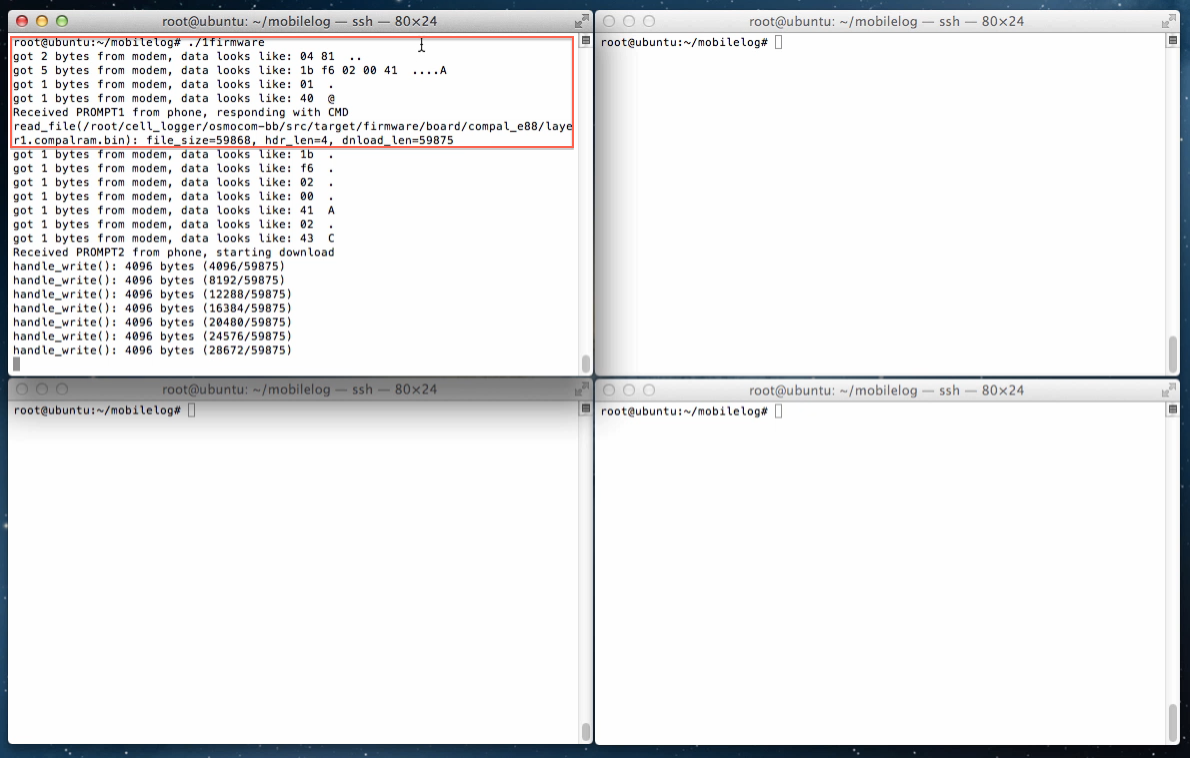 root@ubuntu: ~/mobilelog — ssh — 80×24
root@ubuntu:~/mobilelog# ./1firmware
got 2 bytes from modem, data looks like: 04 81  ..
got 5 bytes from modem, data looks like: 1b f6 02 00 41  ....A
got 1 bytes from modem, data looks like: 01  .
got 1 bytes from modem, data looks like: 40  @
Received PROMPT1 from phone, responding with CMD
read_file(/root/cell_logger/osmocom-bb/src/target/firmware/board/compal_e88/laye
r1.compalram.bin): file_size=59868, hdr_len=4, dnload_len=59875
got 1 bytes from modem, data looks like: 1b  .
got 1 bytes from modem, data looks like: f6  .
got 1 bytes from modem, data looks like: 02  .
got 1 bytes from modem, data looks like: 00  .
got 1 bytes from modem, data looks like: 41  A
got 1 bytes from modem, data looks like: 02  .
got 1 bytes from modem, data looks like: 43  C
Received PROMPT2 from phone, starting download
handle_write(): 4096 bytes (4096/59875)
handle_write(): 4096 bytes (8192/59875)
handle_write(): 4096 bytes (12288/59875)
handle_write(): 4096 bytes (16384/59875)
handle_write(): 4096 bytes (20480/59875)
handle_write(): 4096 bytes (24576/59875)
handle_write(): 4096 bytes (28672/59875)
root@ubuntu: ~/mobilelog — ssh — 80×24
root@ubuntu:~/mobilelog#
root@ubuntu: ~/mobilelog — ssh — 80×24
root@ubuntu:~/mobilelog#
root@ubuntu: ~/mobilelog — ssh — 80×24
root@ubuntu:~/mobilelog#